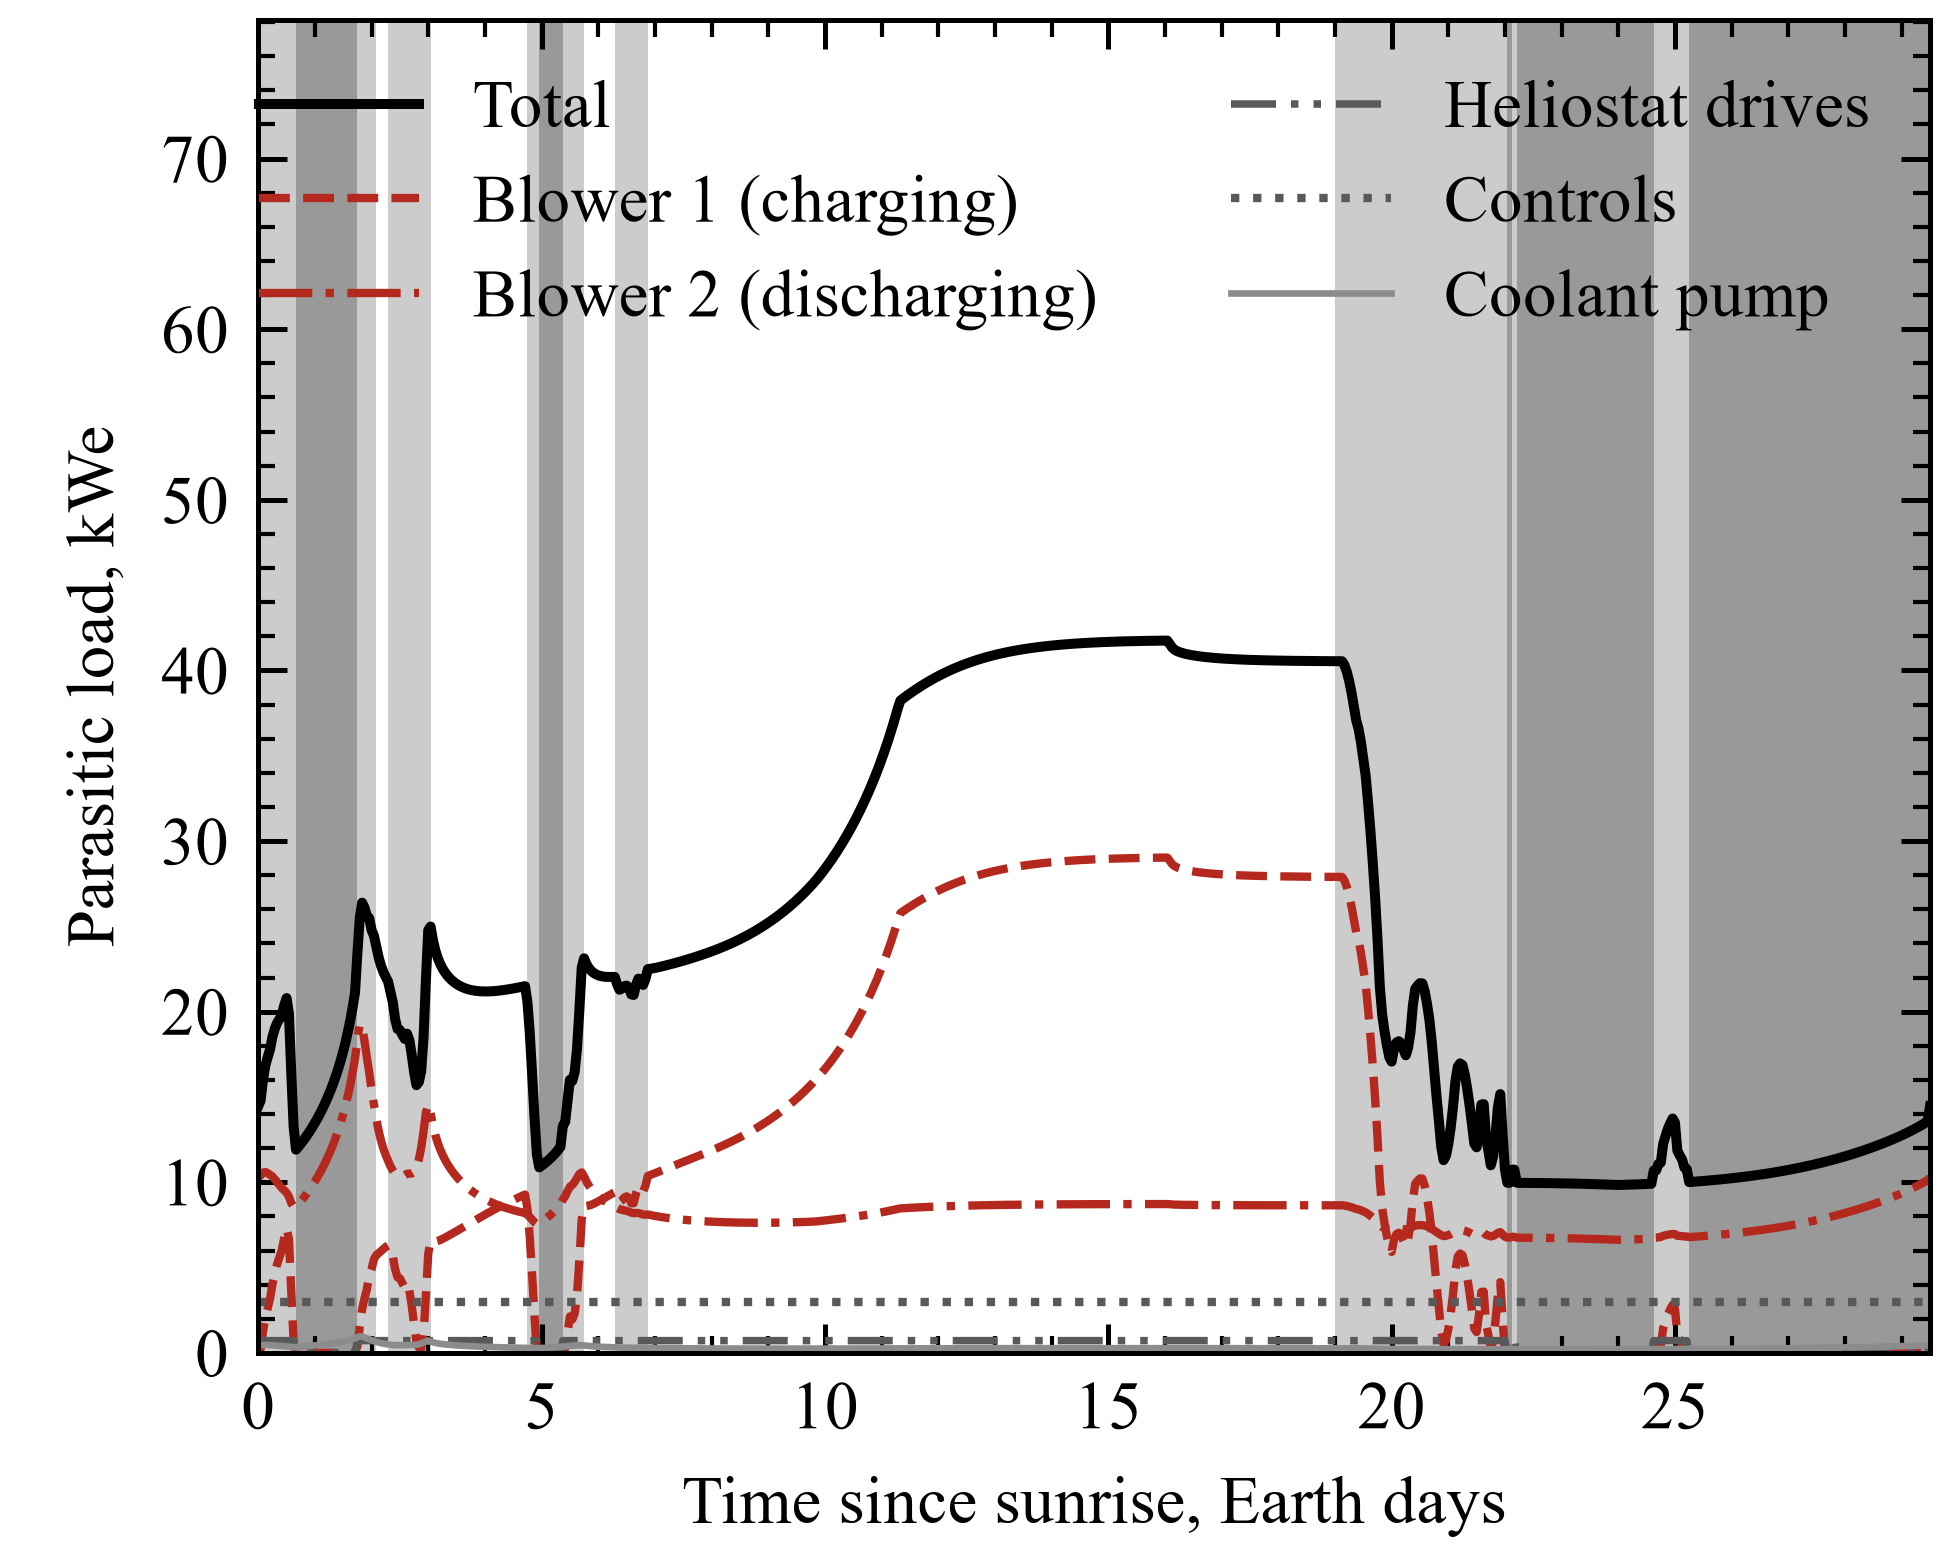 Total
Blower 1 (charging)
Blower 2 (discharging)
Heliostat drives
Controls
Coolant pump
Parasitic load, kWe
70
60
50
40
30
20
10
0
0 5 10 15 20 25
Time since sunrise, Earth days